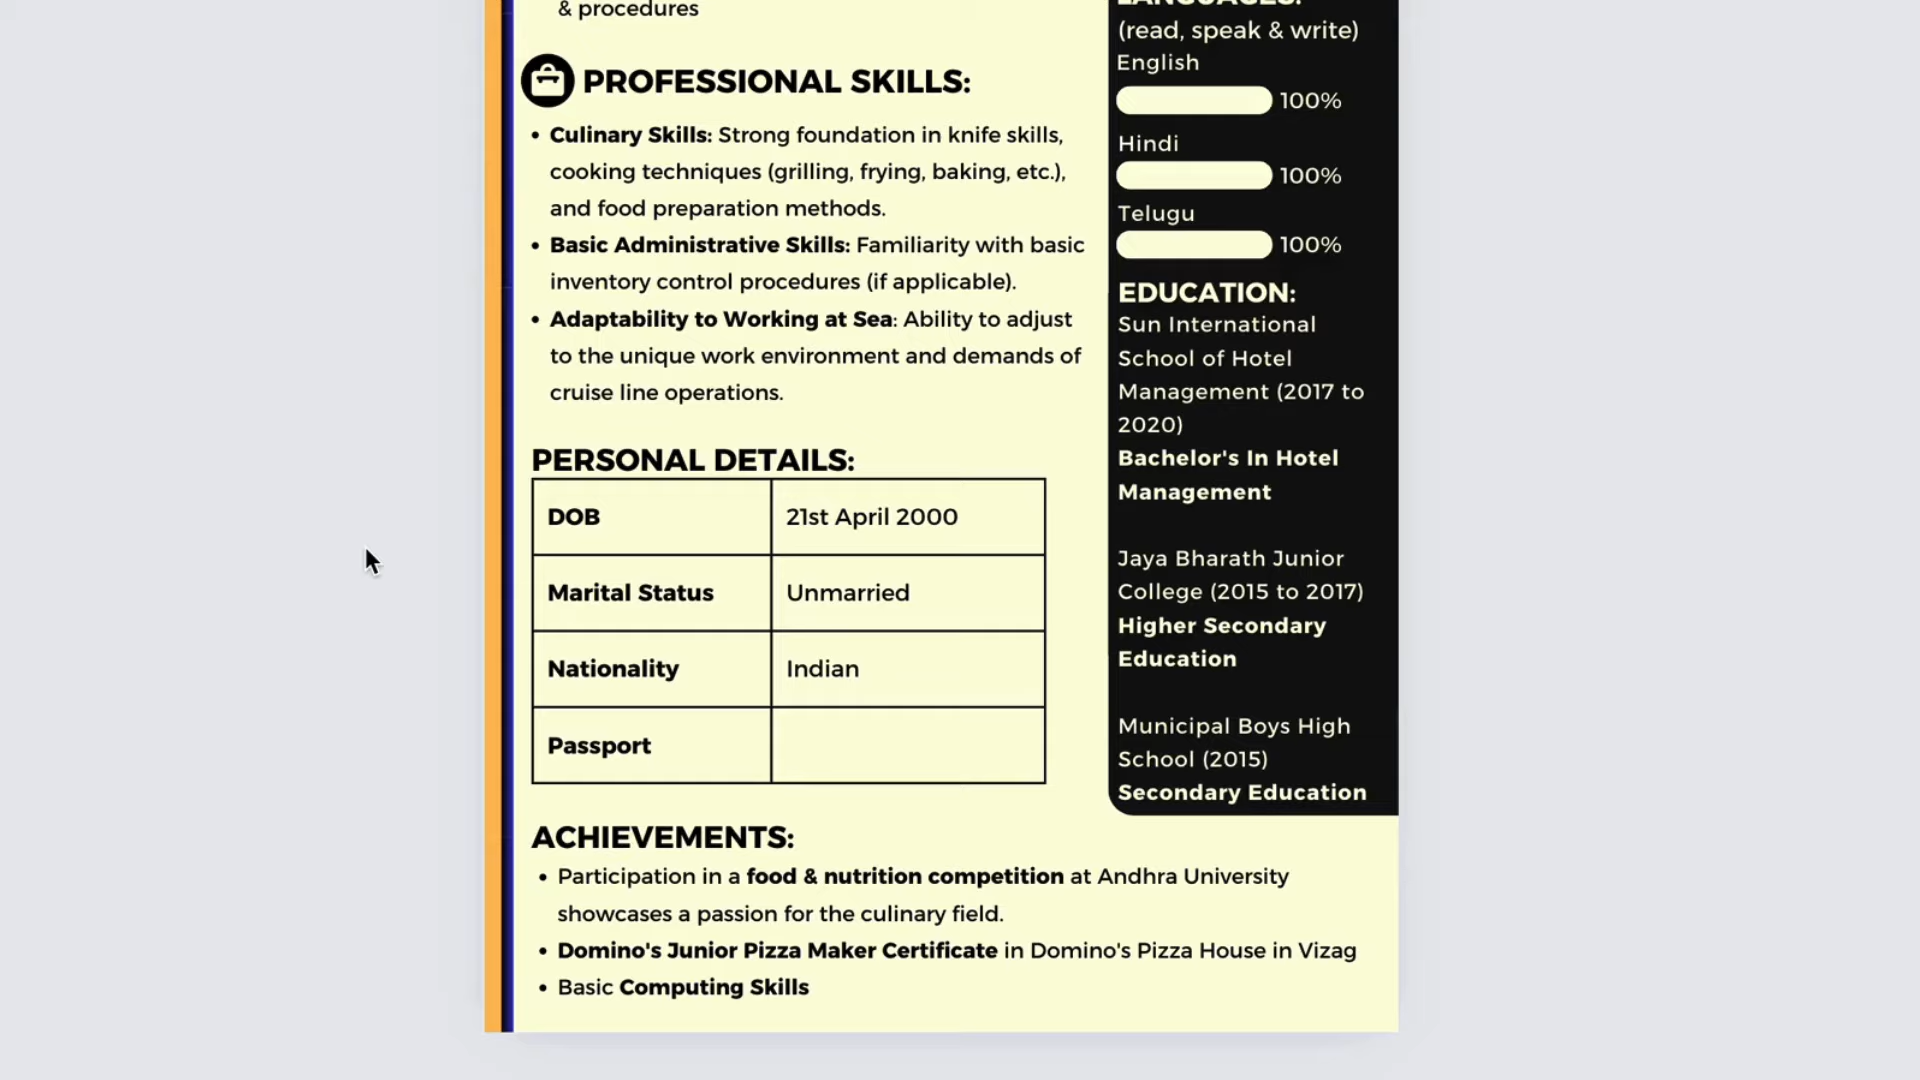 & procedures
PROFESSIONAL SKILLS:
• Culinary Skills: Strong foundation in knife skills,
cooking techniques (grilling, frying, baking, etc.),
and food preparation methods.
• Basic Administrative Skills: Familiarity with basic
inventory control procedures (if applicable).
• Adaptability to Working at Sea: Ability to adjust
to the unique work environment and demands of
cruise line operations.
PERSONAL DETAILS:
DOB 21st April 2000
Marital Status Unmarried
Nationality Indian
Passport
ACHIEVEMENTS:
• Participation in a food & nutrition competition at Andhra University
showcases a passion for the culinary field.
• Domino's Junior Pizza Maker Certificate in Domino's Pizza House in Vizag
• Basic Computing Skills
LANGUAGES:
(read, speak & write)
English
100%
Hindi
100%
Telugu
100%
EDUCATION:
Sun International
School of Hotel
Management (2017 to
2020)
Bachelor's In Hotel
Management
Jaya Bharath Junior
College (2015 to 2017)
Higher Secondary
Education
Municipal Boys High
School (2015)
Secondary Education